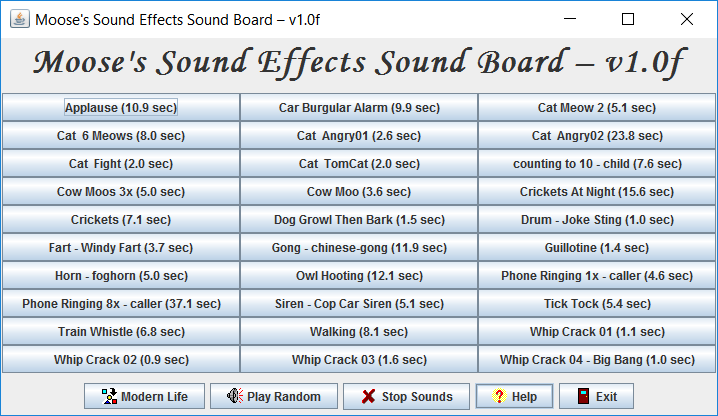 Moose's Sound Effects Sound Board – v1.0f
Moose's Sound Effects Sound Board – v1.0f
Applause (10.9 sec) Car Burgular Alarm (9.9 sec) Cat Meow 2 (5.1 sec)
Cat  6 Meows (8.0 sec) Cat  Angry01 (2.6 sec) Cat  Angry02 (23.8 sec)
Cat  Fight (2.0 sec) Cat  TomCat (2.0 sec) counting to 10 - child (7.6 sec)
Cow Moos 3x (5.0 sec) Cow Moo (3.6 sec) Crickets At Night (15.6 sec)
Crickets (7.1 sec) Dog Growl Then Bark (1.5 sec) Drum - Joke Sting (1.0 sec)
Fart - Windy Fart (3.7 sec) Gong - chinese-gong (11.9 sec) Guillotine (1.4 sec)
Horn - foghorn (5.0 sec) Owl Hooting (12.1 sec) Phone Ringing 1x - caller (4.6 sec)
Phone Ringing 8x - caller (37.1 sec) Siren - Cop Car Siren (5.1 sec) Tick Tock (5.4 sec)
Train Whistle (6.8 sec) Walking (8.1 sec) Whip Crack 01 (1.1 sec)
Whip Crack 02 (0.9 sec) Whip Crack 03 (1.6 sec) Whip Crack 04 - Big Bang (1.0 sec)
Modern Life Play Random Stop Sounds Help Exit